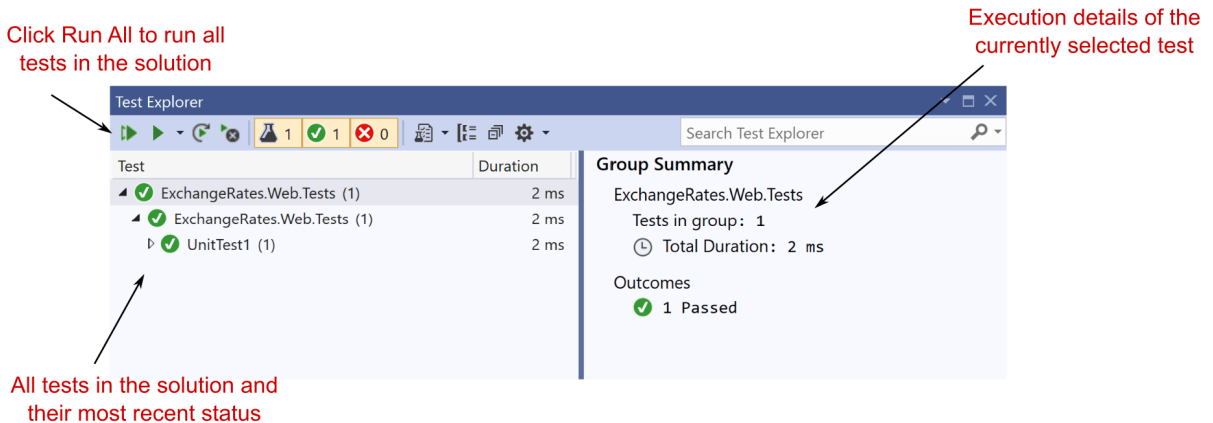 Click Run All to run all
tests in the solution
Execution details of the
currently selected test
Test Explorer
1 1 0
Search Test Explorer
Test Duration
ExchangeRates.Web.Tests (1) 2 ms
ExchangeRates.Web.Tests (1) 2 ms
UnitTest1 (1) 2 ms
Group Summary
ExchangeRates.Web.Tests
Tests in group: 1
Total Duration: 2 ms
Outcomes
1 Passed
All tests in the solution and
their most recent status